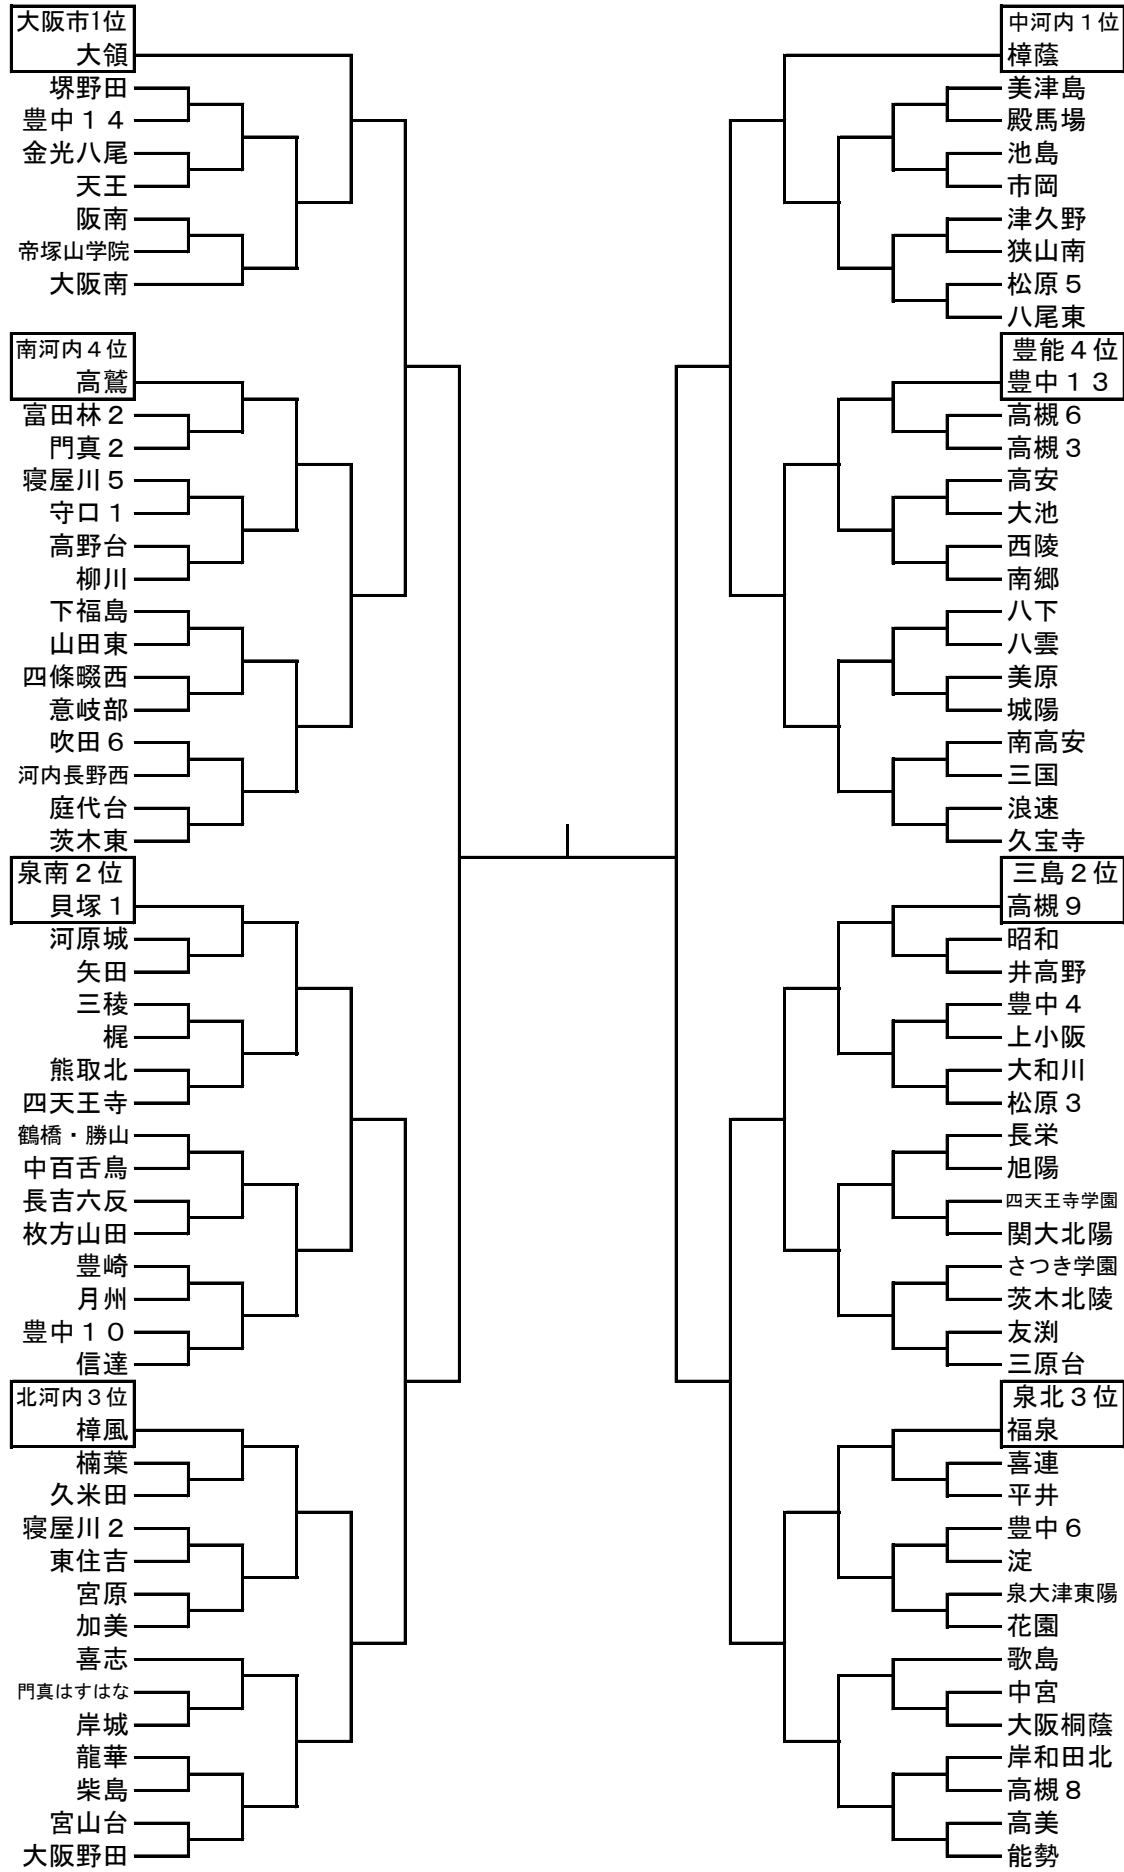 大阪市1位
大領
堺野田
豊中１４
金光八尾
天王
阪南
帝塚山学院
大阪南
南河内４位
高鷲
富田林２
門真２
寝屋川５
守口１
高野台
柳川
下福島
山田東
四條畷西
意岐部
吹田６
河内長野西
庭代台
茨木東
泉南２位
貝塚１
河原城
矢田
三稜
梶
熊取北
四天王寺
鶴橋・勝山
中百舌鳥
長吉六反
枚方山田
豊崎
月州
豊中１０
信達
北河内３位
樟風
楠葉
久米田
寝屋川２
東住吉
宮原
加美
喜志
門真はすはな
岸城
龍華
柴島
宮山台
大阪野田
中河内１位
樟蔭
美津島
殿馬場
池島
市岡
津久野
狭山南
松原５
八尾東
豊能４位
豊中１３
高槻６
高槻３
高安
大池
西陵
南郷
八下
八雲
美原
城陽
南高安
三国
浪速
久宝寺
三島２位
高槻９
昭和
井高野
豊中４
上小阪
大和川
松原３
長栄
旭陽
四天王寺学園
関大北陽
さつき学園
茨木北陵
友渕
三原台
泉北３位
福泉
喜連
平井
豊中６
淀
泉大津東陽
花園
歌島
中宮
大阪桐蔭
岸和田北
高槻８
高美
能勢